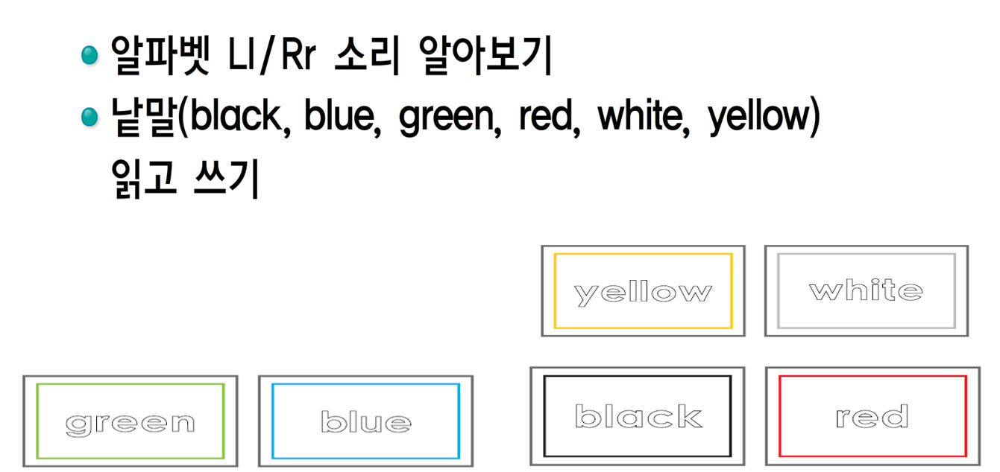 알파벳 Ll/Rr 소리 알아보기
낱말(black, blue, green, red, white, yellow)
읽고 쓰기
yellow white
green blue black red